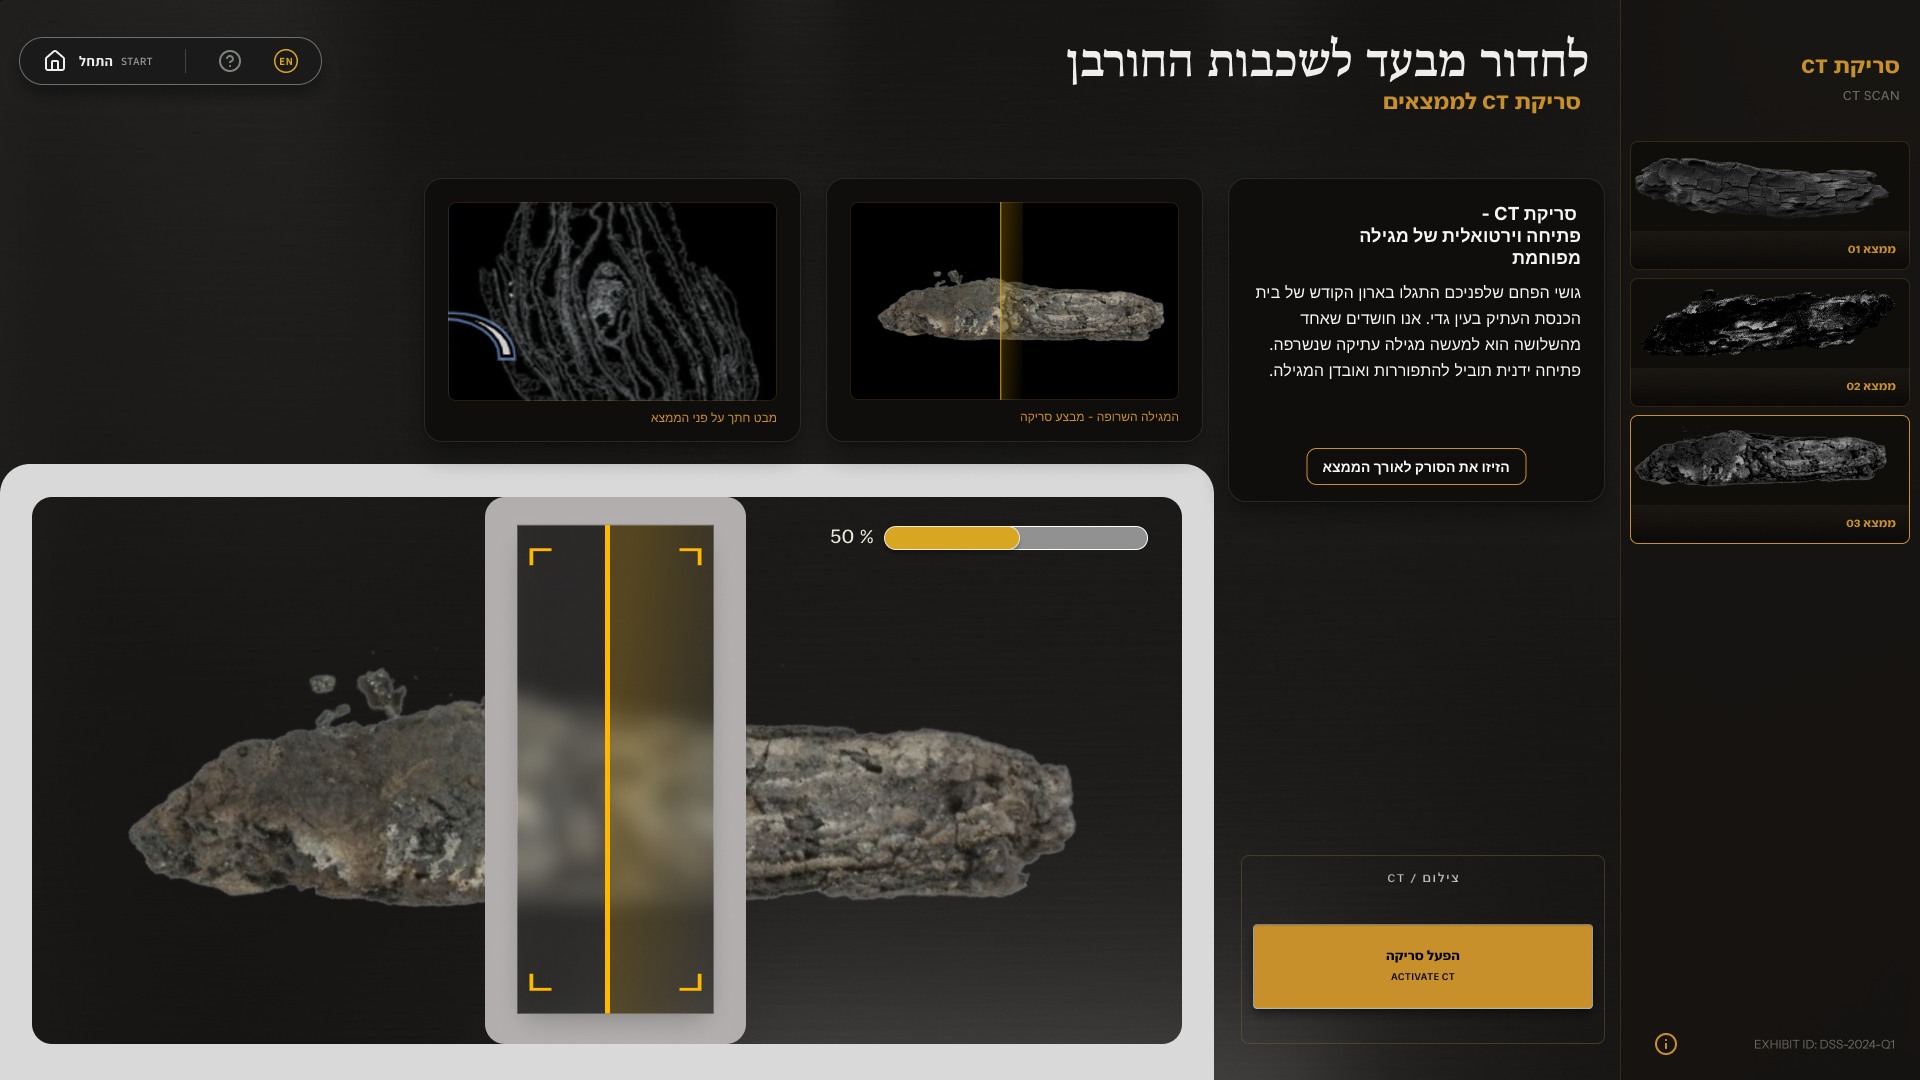 סריקת CT
CT SCAN
ממצא 01
ממצא 02
ממצא 03
EXHIBIT ID: DSS-2024-Q1
לחדור מבעד לשכבות החורבן
סריקת CT לממצאים
EN
?
התחל START
סריקת CT -
פתיחה וירטואלית של מגילה
מפוחמת
גושי הפחם שלפניכם התגלו בארון הקודש של בית
הכנסת העתיק בעין גדי. אנו חושדים שאחד
מהשלושה הוא למעשה מגילה עתיקה שנשרפה.
פתיחה ידנית תוביל להתפוררות ואובדן המגילה.
הזיזו את הסורק לאורך הממצא
המגילה השרופה - מבצע סריקה
מבט חתך על פני הממצא
50 %
צילום / CT
הפעל סריקה
ACTIVATE CT